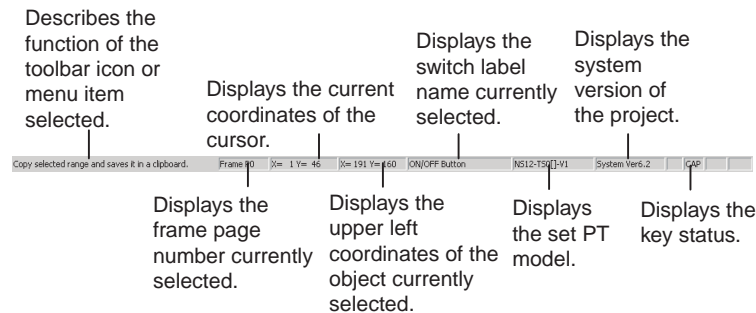 Describes the
function of the
toolbar icon or
menu item
selected.
Displays the current
coordinates of the
cursor.
Displays the
switch label
name currently
selected.
Displays the
system
version of
the project.
Copy selected range and saves it in a clipboard. Frame P0 X= 1 Y= 46 X= 191 Y= 160 ON/OFF Button NS12-TS0[]-V1 System Ver6.2 CAP
Displays the
frame page
number currently
selected.
Displays the
upper left
coordinates of the
object currently
selected.
Displays
the set PT
model.
Displays the
key status.